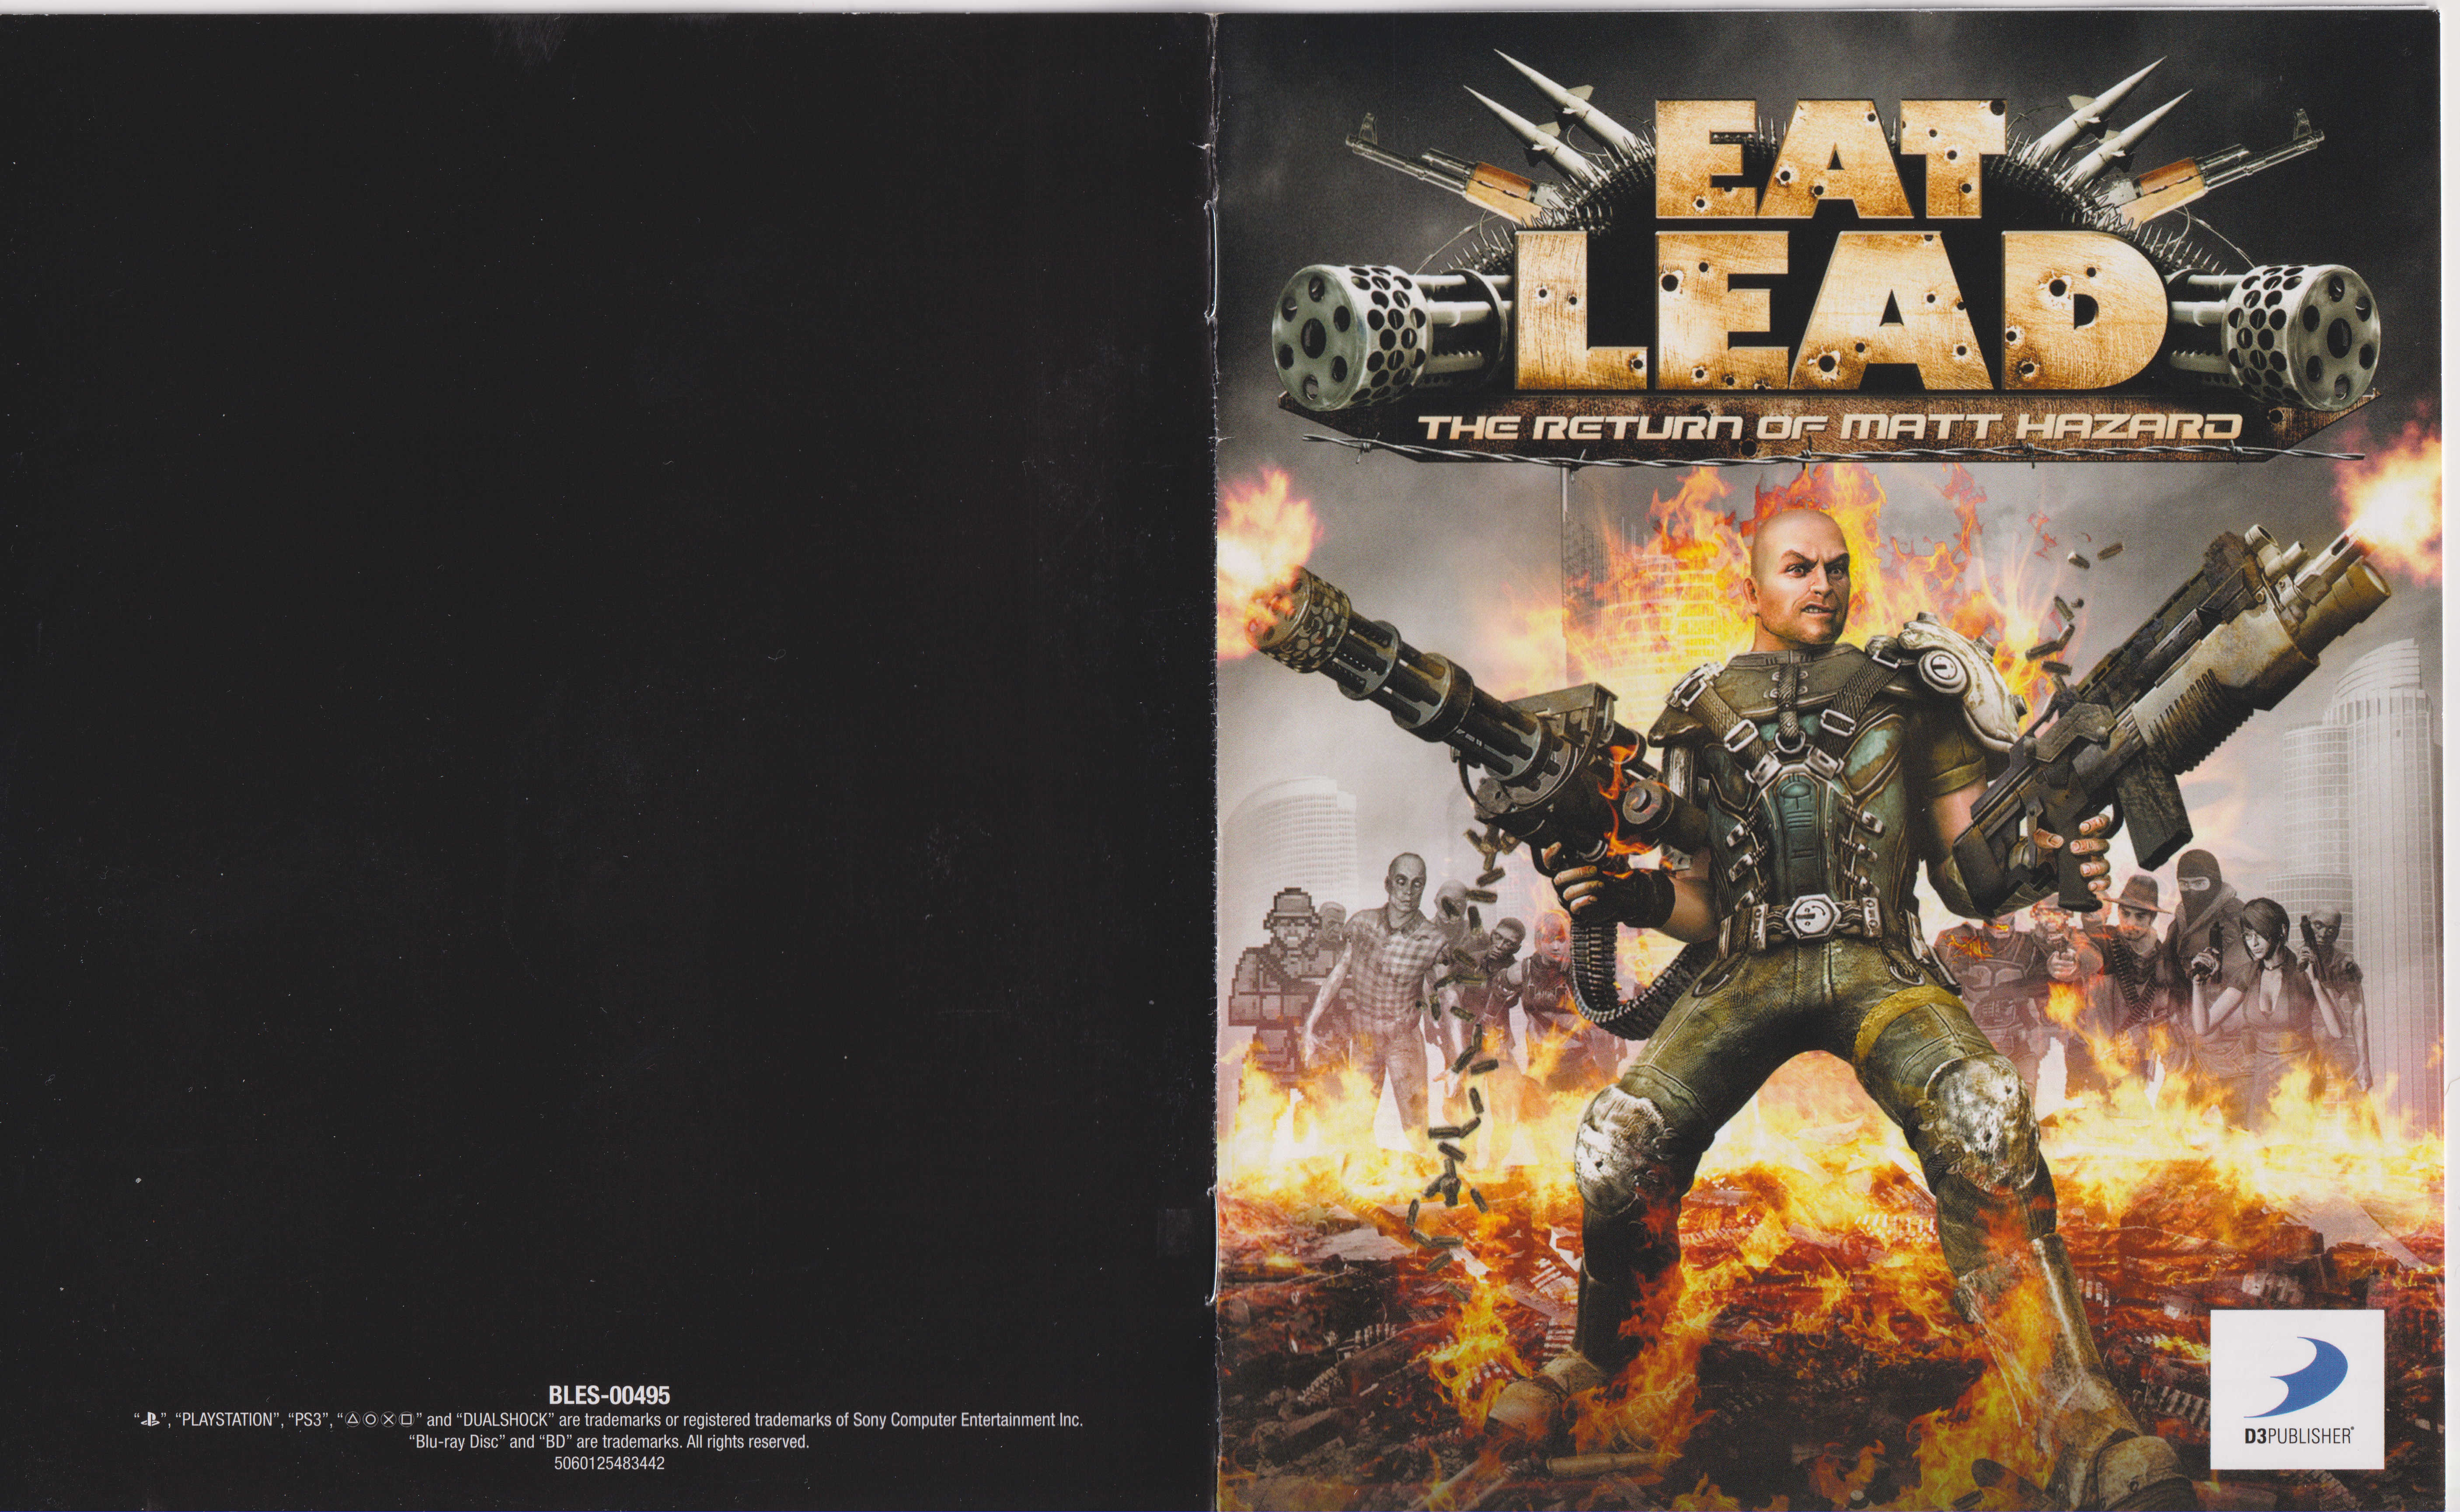 BLES-00495
“”, “PLAYSTATION”, “PS3”, “△○✕□” and “DUALSHOCK” are trademarks or registered trademarks of Sony Computer Entertainment Inc.
“Blu-ray Disc” and “BD” are trademarks. All rights reserved.
5060125483442
EAT
LEAD
THE RETURN OF MATT HAZARD
D3PUBLISHER®